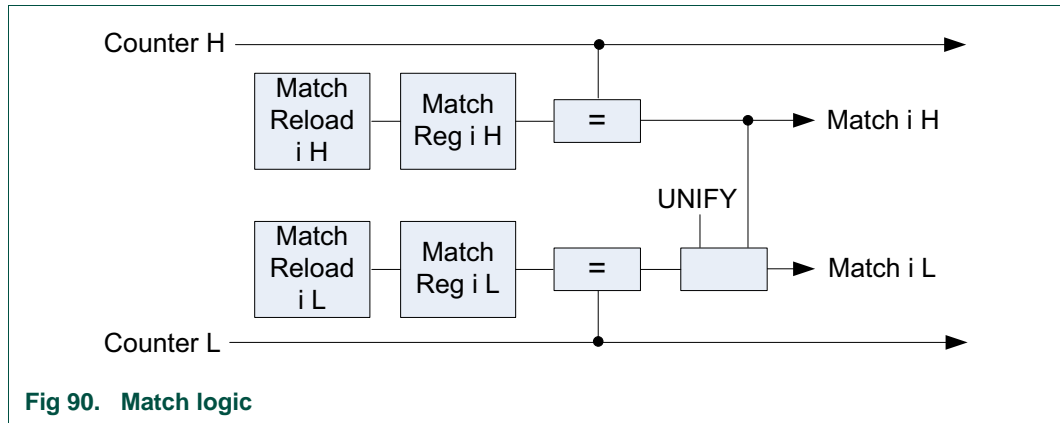 Counter H
Match
Reload
i H
Match
Reg i H
=
Match i H
UNIFY
Match
Reload
i L
Match
Reg i L
=
Match i L
Counter L
Fig 90. Match logic